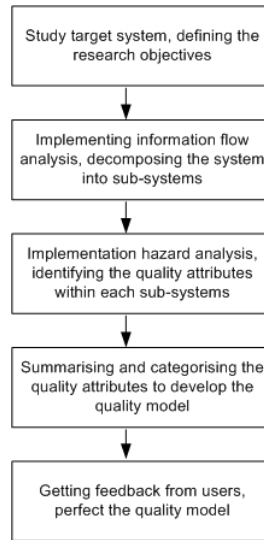 Study target system, defining the
research objectives
Implementing information flow
analysis, decomposing the system
into sub-systems
Implementation hazard analysis,
identifying the quality attributes
within each sub-systems
Summarising and categorising the
quality attributes to develop the
quality model
Getting feedback from users,
perfect the quality model